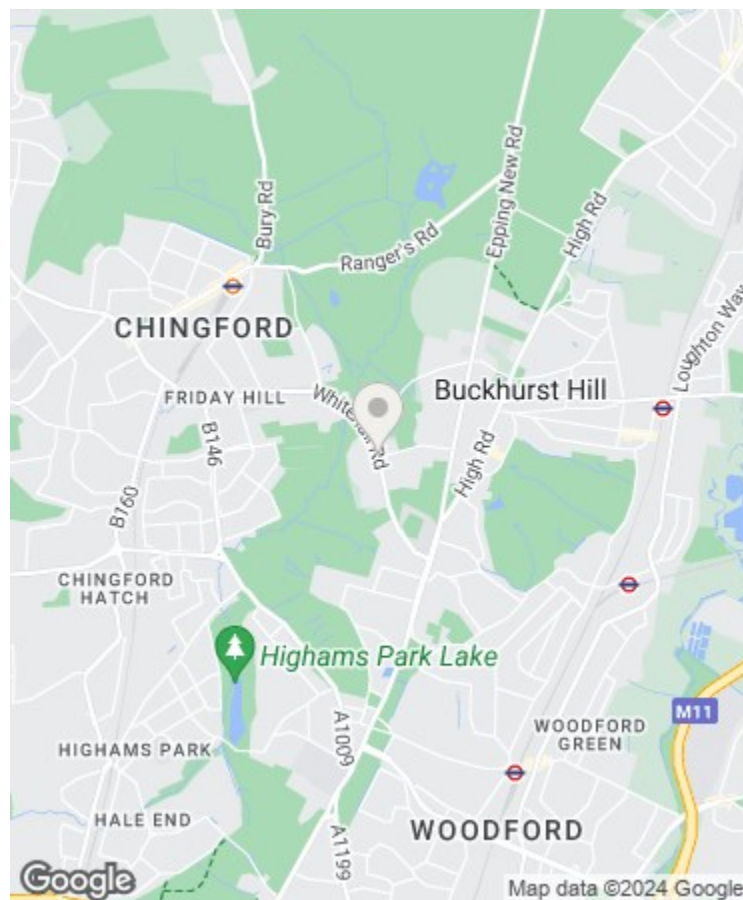 Bury Rd
Epping New Rd
High Rd
Ranger's Rd
Loughton Way
CHINGFORD
Buckhurst Hill
FRIDAY HILL
Whitehall Rd
B146
High Rd
B160
CHINGFORD
HATCH
Highams Park Lake
M11
A1009
WOODFORD
GREEN
HIGHAMS PARK
HALE END
WOODFORD
A1199
Google
Map data ©2024 Google